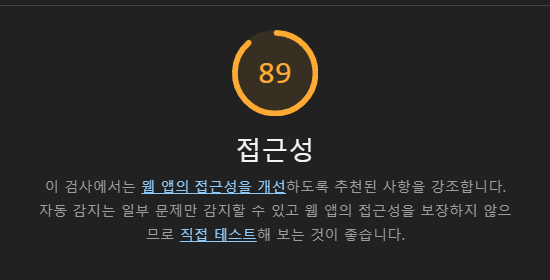 89
접근성
이 검사에서는 웹 앱의 접근성을 개선하도록 추천된 사항을 강조합니다.
자동 감지는 일부 문제만 감지할 수 있고 웹 앱의 접근성을 보장하지 않으
므로 직접 테스트해 보는 것이 좋습니다.